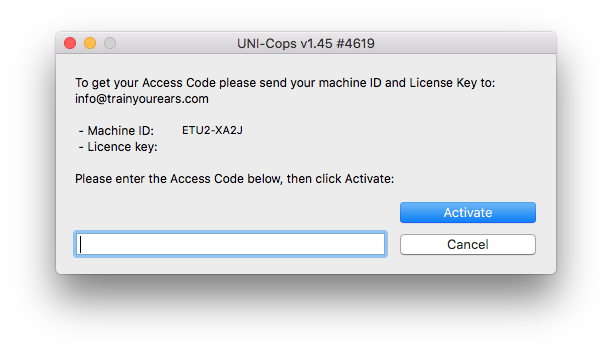 UNI-Cops v1.45 #4619
To get your Access Code please send your machine ID and License Key to:
info@trainyourears.com
- Machine ID: ETU2-XA2J
- Licence key:
Please enter the Access Code below, then click Activate:
Activate
Cancel